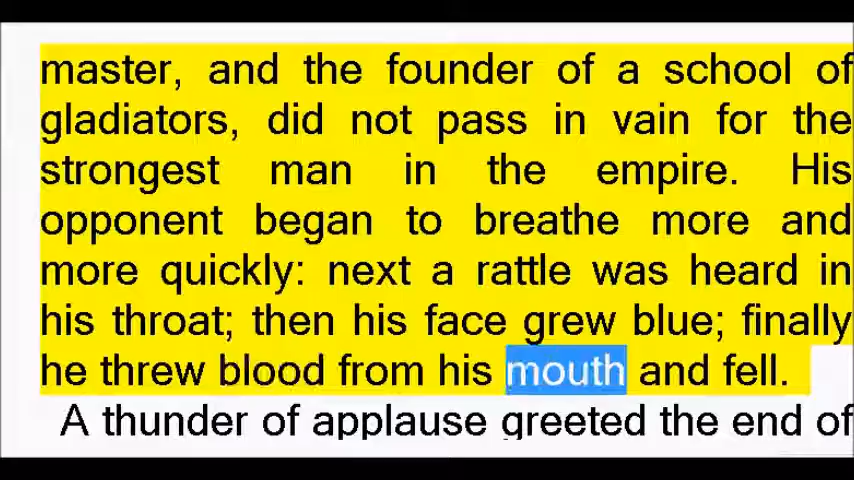 master, and the founder of a school of
gladiators, did not pass in vain for the
strongest man in the empire. His
opponent began to breathe more and
more quickly: next a rattle was heard in
his throat; then his face grew blue; finally
he threw blood from his mouth and fell.
A thunder of applause greeted the end of